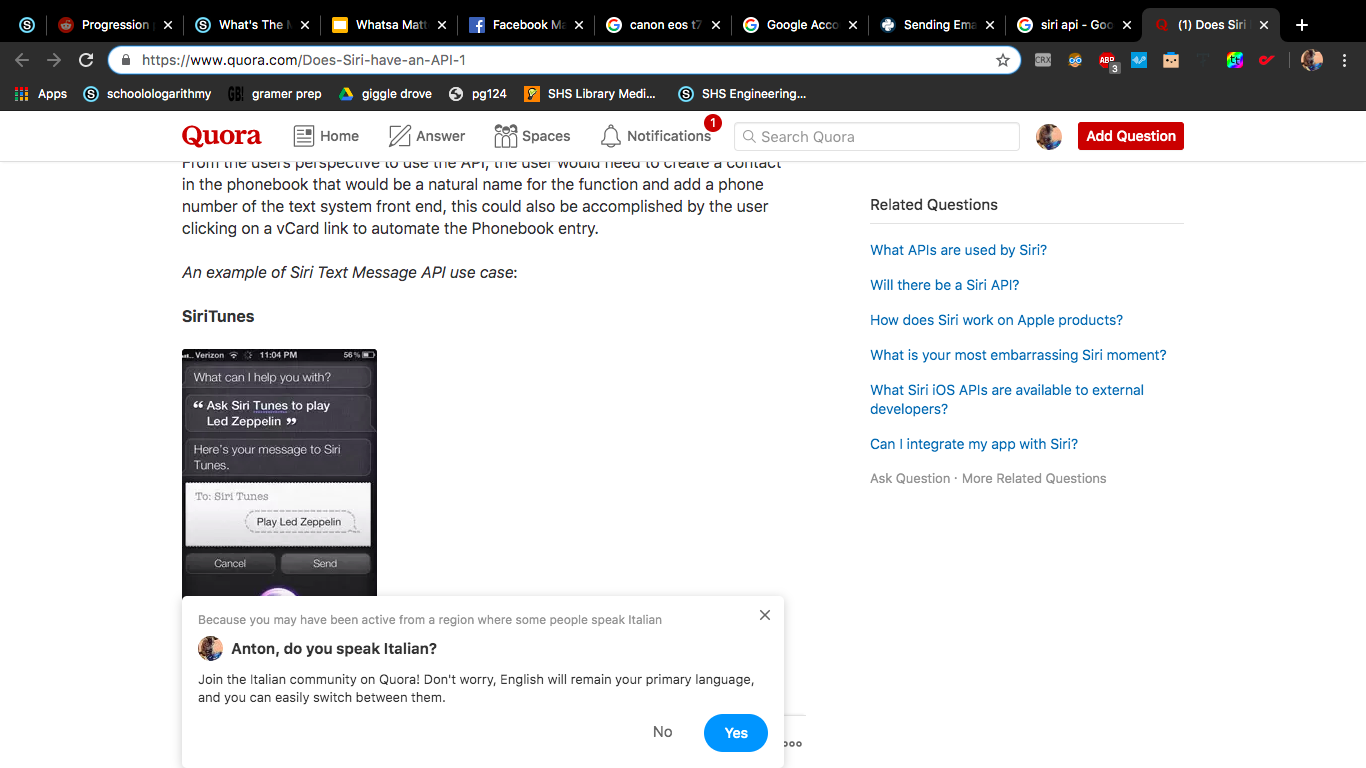 Progression
What's The M
Whatsa Matt
Facebook Ma
canon eos t7
Google Acco
Sending Ema
siri api - Goo
(1) Does Siri
https://www.quora.com/Does-Siri-have-an-API-1
CRX
ABP
3
Apps
schoolologarithmy
GB!
gramer prep
giggle drove
pg124
SHS Library Medi...
SHS Engineering...
Quora
Home
Answer
Spaces
Notifications
1
Search Quora
Add Question
From the users perspective to use the API, the user would need to create a contact
in the phonebook that would be a natural name for the function and add a phone
number of the text system front end, this could also be accomplished by the user
clicking on a vCard link to automate the Phonebook entry.
An example of Siri Text Message API use case:
SiriTunes
Verizon 11:04 PM 56%
What can I help you with?
“ Ask Siri Tunes to play
Led Zeppelin ”
Here's your message to Siri
Tunes.
To: Siri Tunes
Play Led Zeppelin
Cancel
Send
Related Questions
What APIs are used by Siri?
Will there be a Siri API?
How does Siri work on Apple products?
What is your most embarrassing Siri moment?
What Siri iOS APIs are available to external
developers?
Can I integrate my app with Siri?
Ask Question · More Related Questions
Because you may have been active from a region where some people speak Italian
Anton, do you speak Italian?
Join the Italian community on Quora! Don't worry, English will remain your primary language,
and you can easily switch between them.
No
Yes